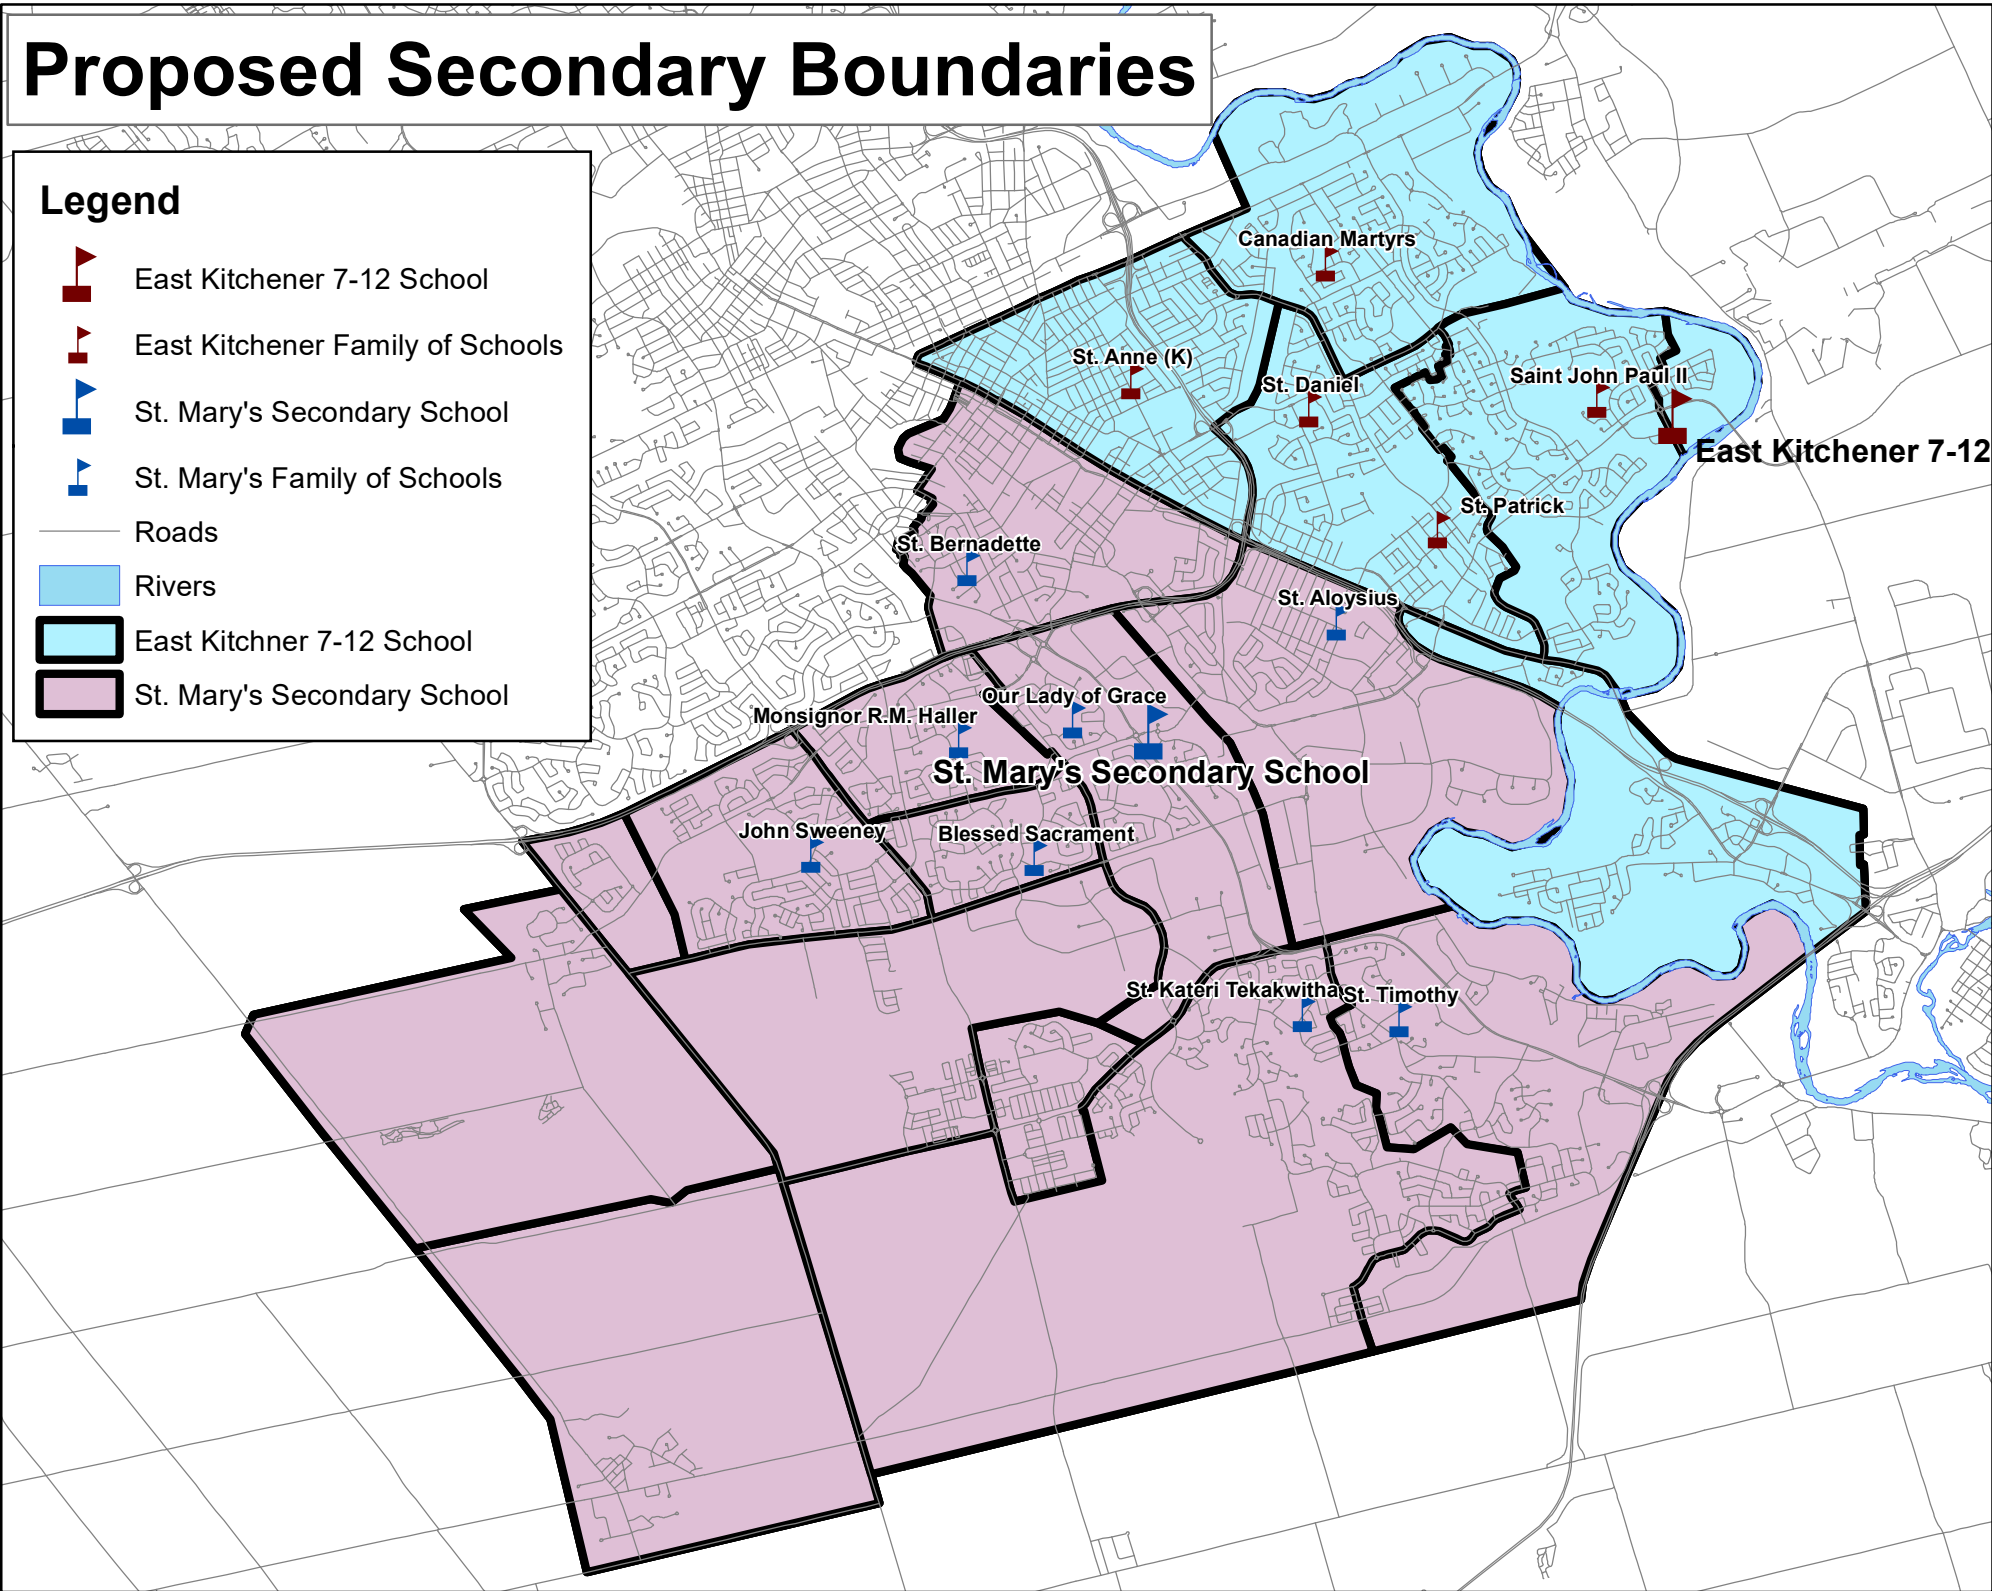 Proposed Secondary Boundaries
Legend
East Kitchener 7-12 School
East Kitchener Family of Schools
St. Mary's Secondary School
St. Mary's Family of Schools
Roads
Rivers
East Kitchner 7-12 School
St. Mary's Secondary School
Canadian Martyrs
St. Anne (K)
St. Daniel
Saint John Paul II
East Kitchener 7-12
St. Patrick
St. Bernadette
St. Aloysius
Our Lady of Grace
Monsignor R.M. Haller
St. Mary's Secondary School
John Sweeney
Blessed Sacrament
St. Kateri Tekakwitha
St. Timothy